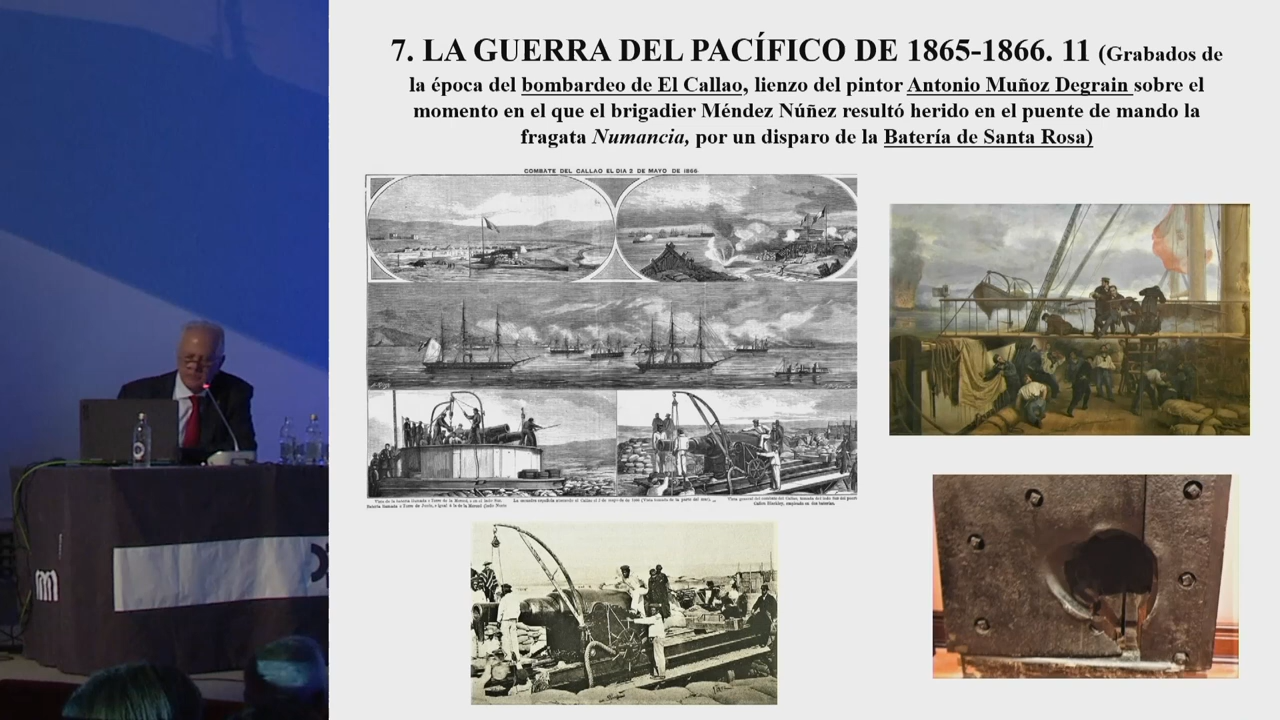 7. LA GUERRA DEL PACÍFICO DE 1865-1866. 11 (Grabados de
la época del bombardeo de El Callao, lienzo del pintor Antonio Muñoz Degrain sobre el
momento en el que el brigadier Méndez Núñez resultó herido en el puente de mando la
fragata Numancia, por un disparo de la Batería de Santa Rosa)
COMBATE DEL CALLAO EL DIA 2 DE MAYO DE 1866